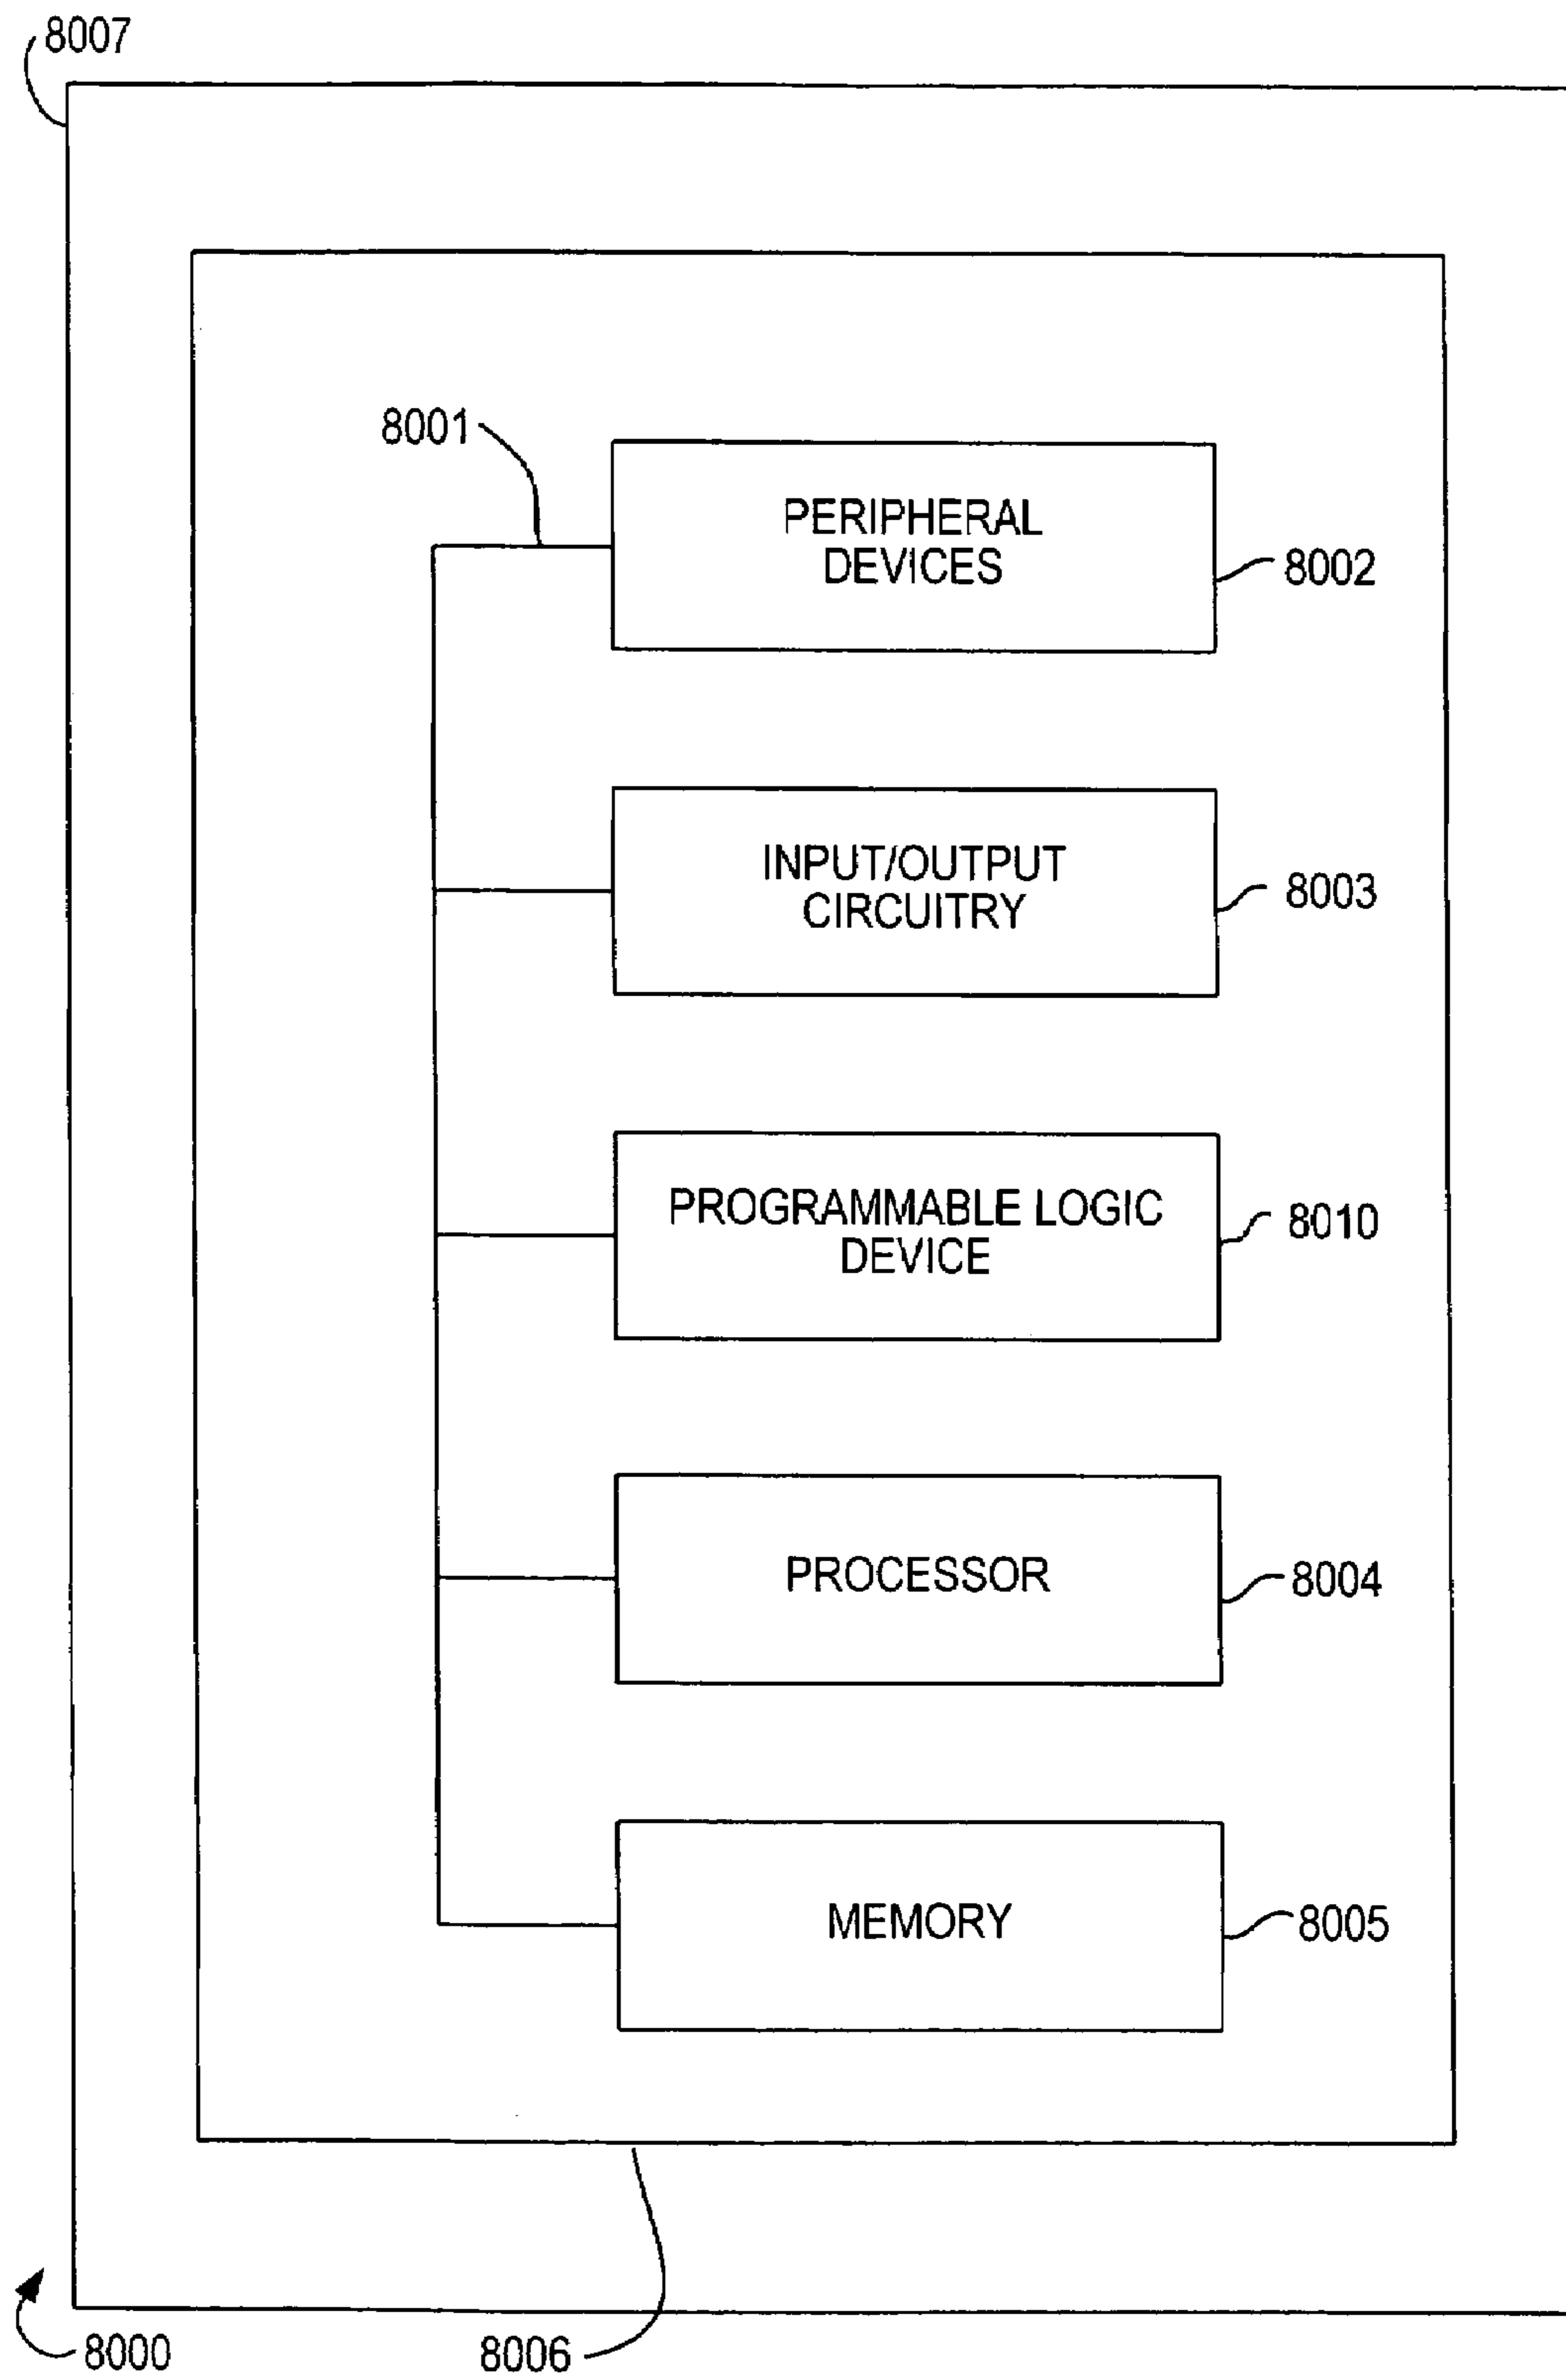 8007
8001
PERIPHERAL
DEVICES
8002
INPUT/OUTPUT
CIRCUITRY
8003
PROGRAMMABLE LOGIC
DEVICE
8010
PROCESSOR
8004
MEMORY
8005
8000
8006